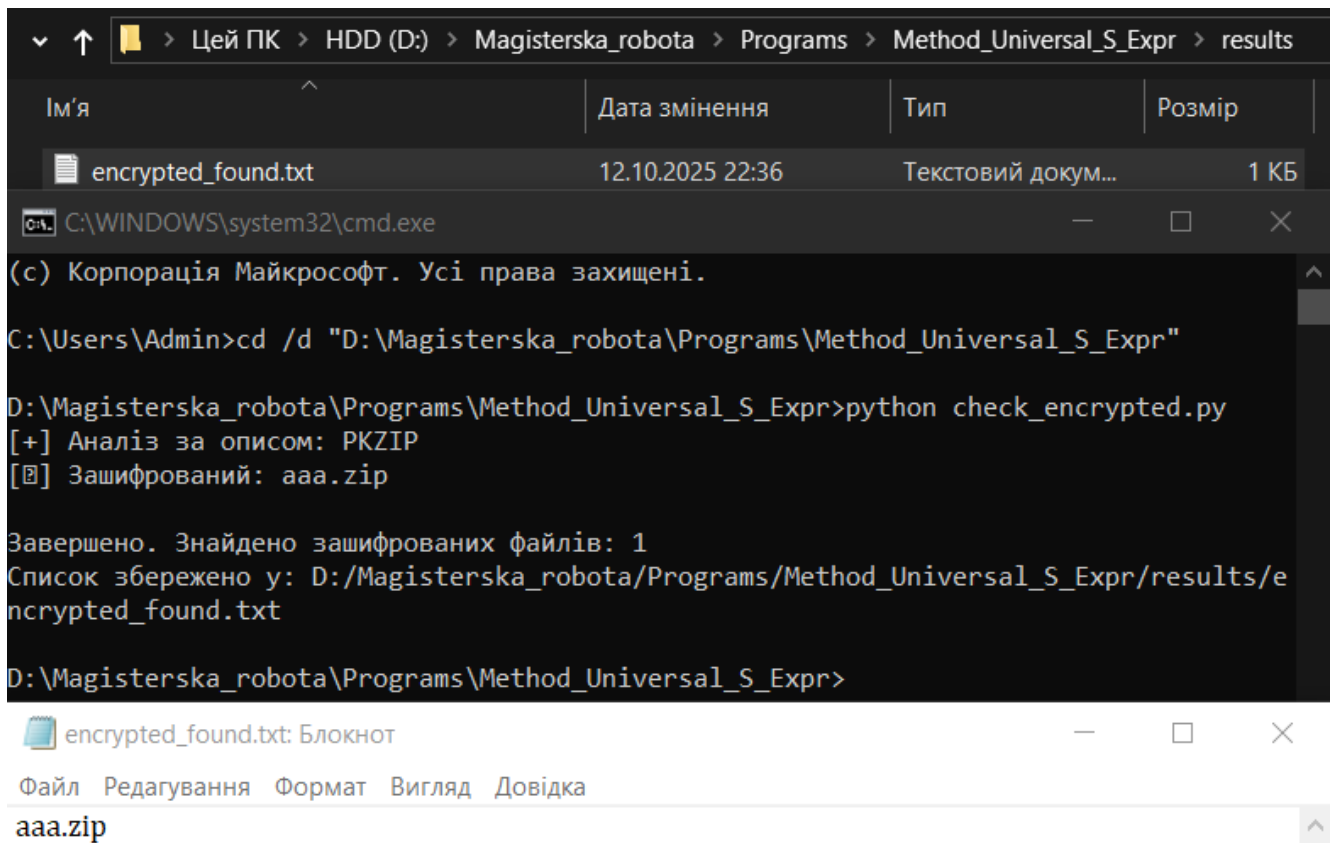 Цей ПК > HDD (D:) > Magisterska_robota > Programs > Method_Universal_S_Expr > results
Ім'я Дата змінення Тип Розмір
encrypted_found.txt 12.10.2025 22:36 Текстовий докум... 1 КБ
C:\WINDOWS\system32\cmd.exe
(c) Корпорація Майкрософт. Усі права захищені.
C:\Users\Admin>cd /d "D:\Magisterska_robota\Programs\Method_Universal_S_Expr"
D:\Magisterska_robota\Programs\Method_Universal_S_Expr>python check_encrypted.py
[+] Аналіз за описом: PKZIP
[⍰] Зашифрований: aaa.zip
Завершено. Знайдено зашифрованих файлів: 1
Список збережено у: D:/Magisterska_robota/Programs/Method_Universal_S_Expr/results/e
ncrypted_found.txt
D:\Magisterska_robota\Programs\Method_Universal_S_Expr>
encrypted_found.txt: Блокнот
Файл Редагування Формат Вигляд Довідка
aaa.zip